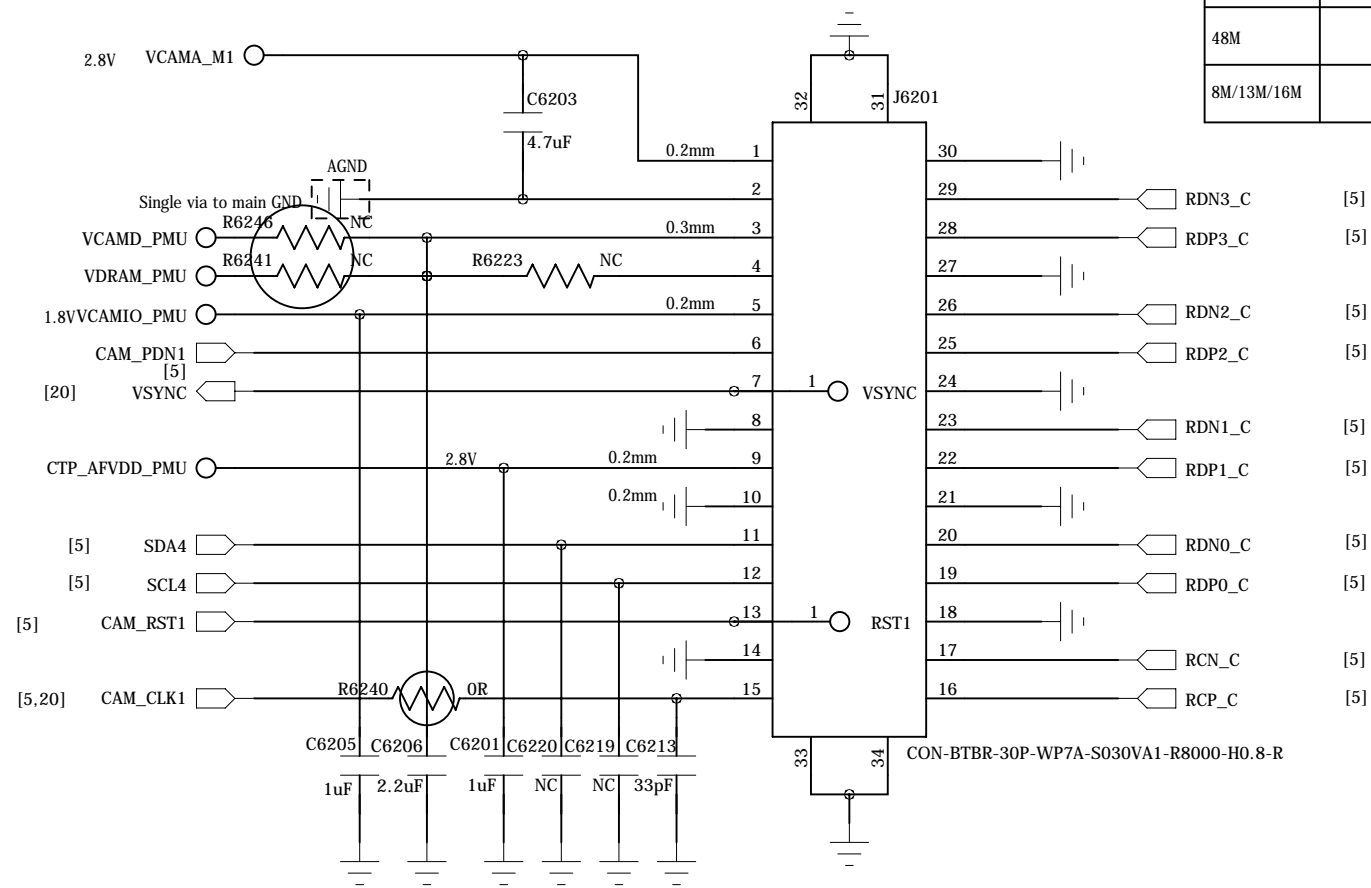 48M
8M/13M/16M
2.8V VCAMA_M1
C6203
4.7uF
32
31
J6201
0.2mm 1
30
AGND
2
29 RDN3_C [5]
Single via to main GND
R6246 NC
VCAMD_PMU
0.3mm 3
28 RDP3_C [5]
R6241 NC
VDRAM_PMU
R6223 NC
4
27
1.8VVCAMIO_PMU
0.2mm 5
26 RDN2_C [5]
CAM_PDN1
[5]
6
25 RDP2_C [5]
[20] VSYNC
7 1 VSYNC
24
8
23 RDN1_C [5]
CTP_AFVDD_PMU
2.8V 0.2mm 9
22 RDP1_C [5]
0.2mm 10
21
[5] SDA4
11
20 RDN0_C [5]
[5] SCL4
12
19 RDP0_C [5]
[5] CAM_RST1
13 1 RST1
18
14
17 RCN_C [5]
[5,20] CAM_CLK1
R6240 0R
15
16 RCP_C [5]
C6205 C6206 C6201 C6220 C6219 C6213
1uF 2.2uF 1uF NC NC 33pF
33
34
CON-BTBR-30P-WP7A-S030VA1-R8000-H0.8-R